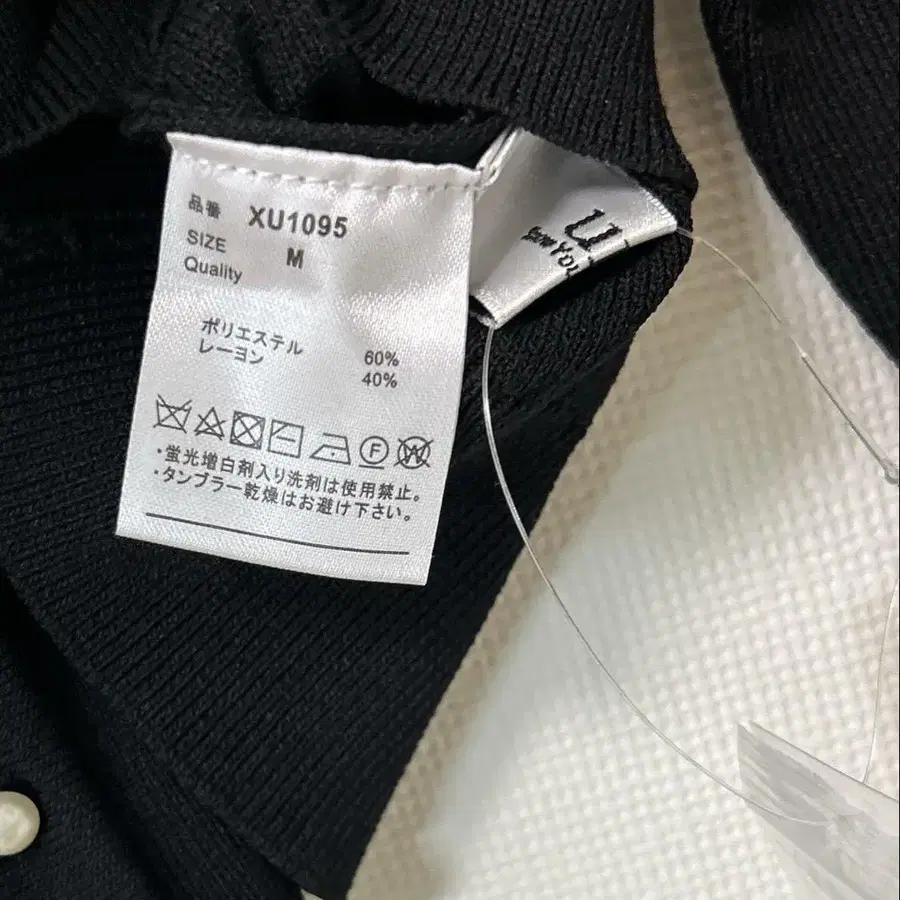 品番 XU1095
SIZE M
Quality
ポリエステル 60%
レーヨン 40%
F
W
・蛍光増白剤入り洗剤は使用禁止。
・タンブラー乾燥はお避け下さい。